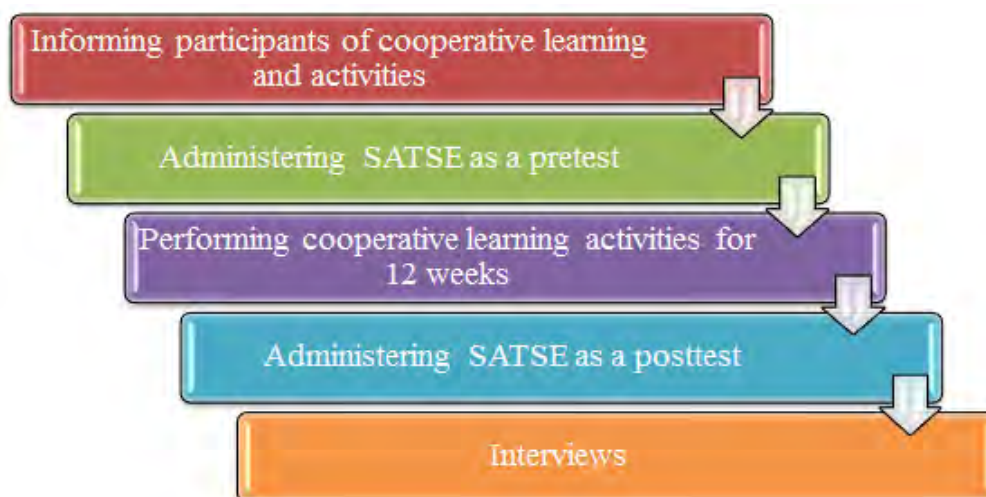 Informing participants of cooperative learning
and activities
Administering SATSE as a pretest
Performing cooperative learning activities for
12 weeks
Administering SATSE as a posttest
Interviews